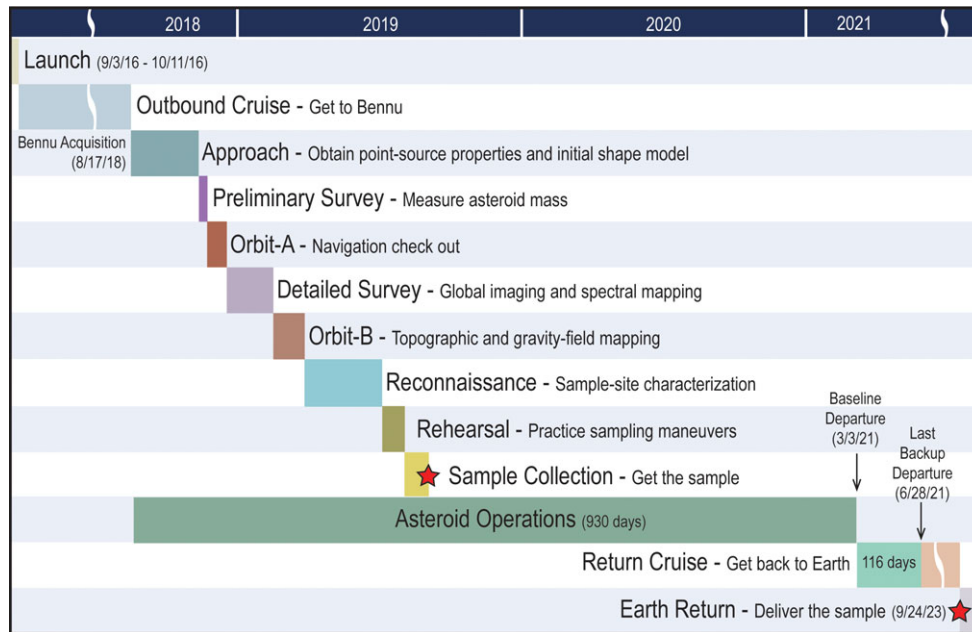 2018 2019 2020 2021
Launch (9/3/16 - 10/11/16)
Outbound Cruise - Get to Bennu
Bennu Acquisition
(8/17/18)
Approach - Obtain point-source properties and initial shape model
Preliminary Survey - Measure asteroid mass
Orbit-A - Navigation check out
Detailed Survey - Global imaging and spectral mapping
Orbit-B - Topographic and gravity-field mapping
Reconnaissance - Sample-site characterization
Rehearsal - Practice sampling maneuvers
Sample Collection - Get the sample
Baseline
Departure
(3/3/21)
Last
Backup
Departure
(6/28/21)
Asteroid Operations (930 days)
Return Cruise - Get back to Earth
116 days
Earth Return - Deliver the sample (9/24/23)